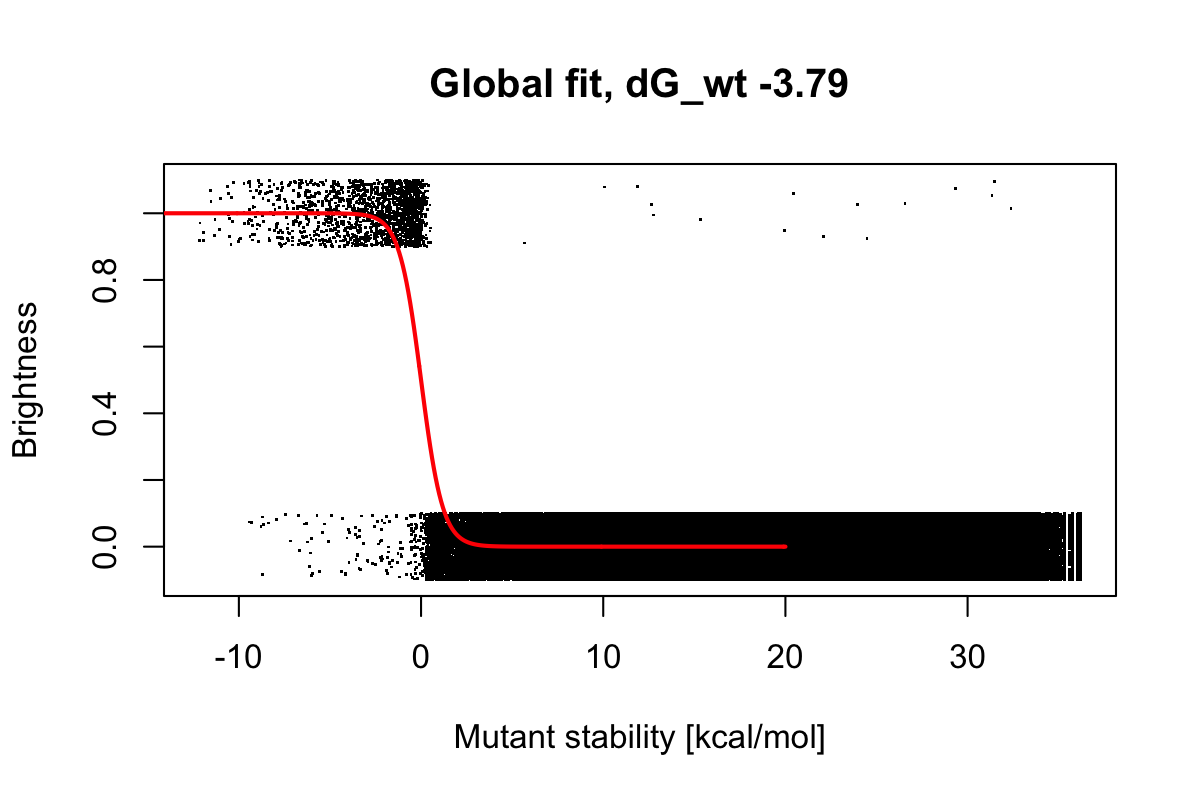 Global fit, dG_wt -3.79
Brightness
0.8
0.4
0.0
-10 0 10 20 30
Mutant stability [kcal/mol]